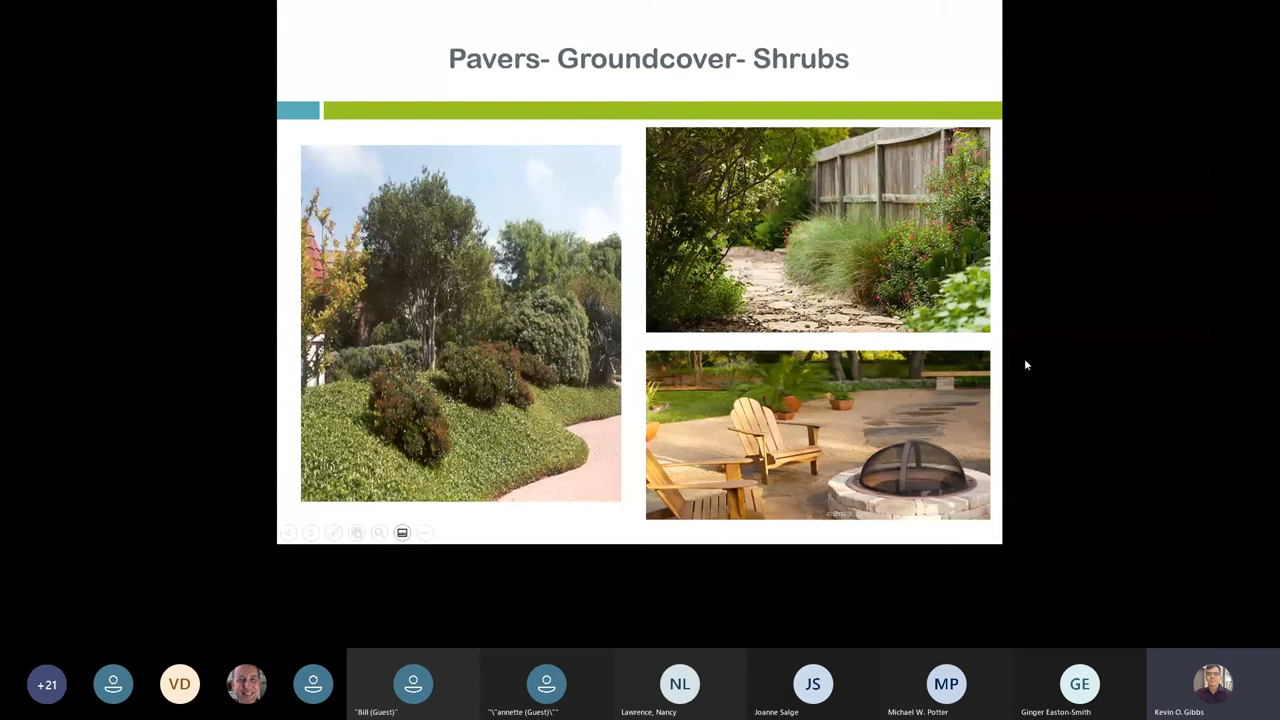 Pavers- Groundcover- Shrubs
+21
VD
NL
JS
MP
GE
"Bill (Guest)"
"\"annette (Guest)\""
Lawrence, Nancy
Joanne Salge
Michael W. Potter
Ginger Easton-Smith
Kevin O. Gibbs